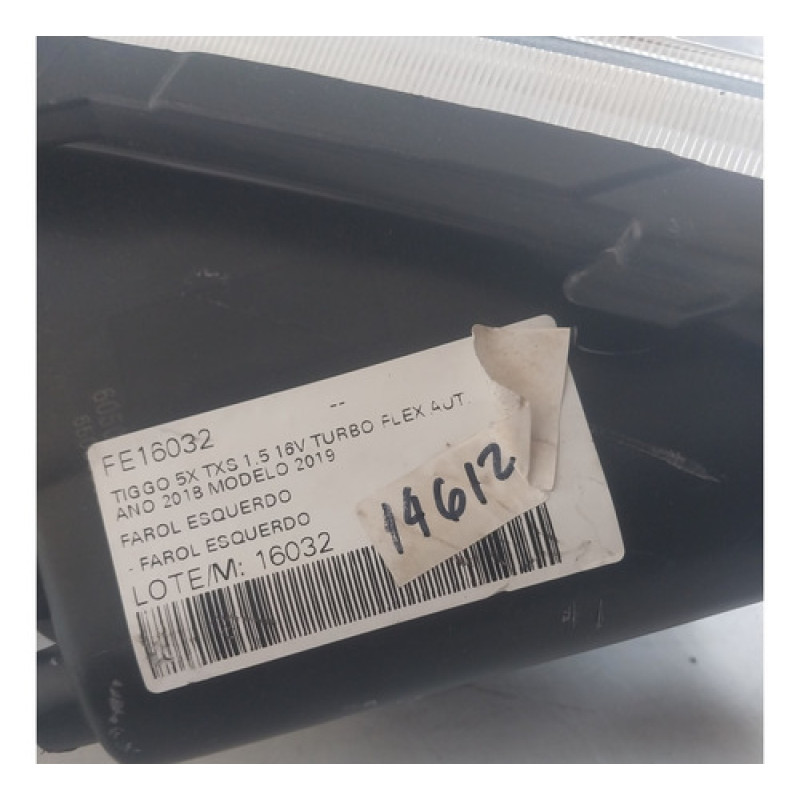 --
FE16032
TIGGO 5X TXS 1.5 16V TURBO FLEX AUT.
ANO 2018 MODELO 2019
FAROL ESQUERDO
- FAROL ESQUERDO
LOTE/M: 16032
14612